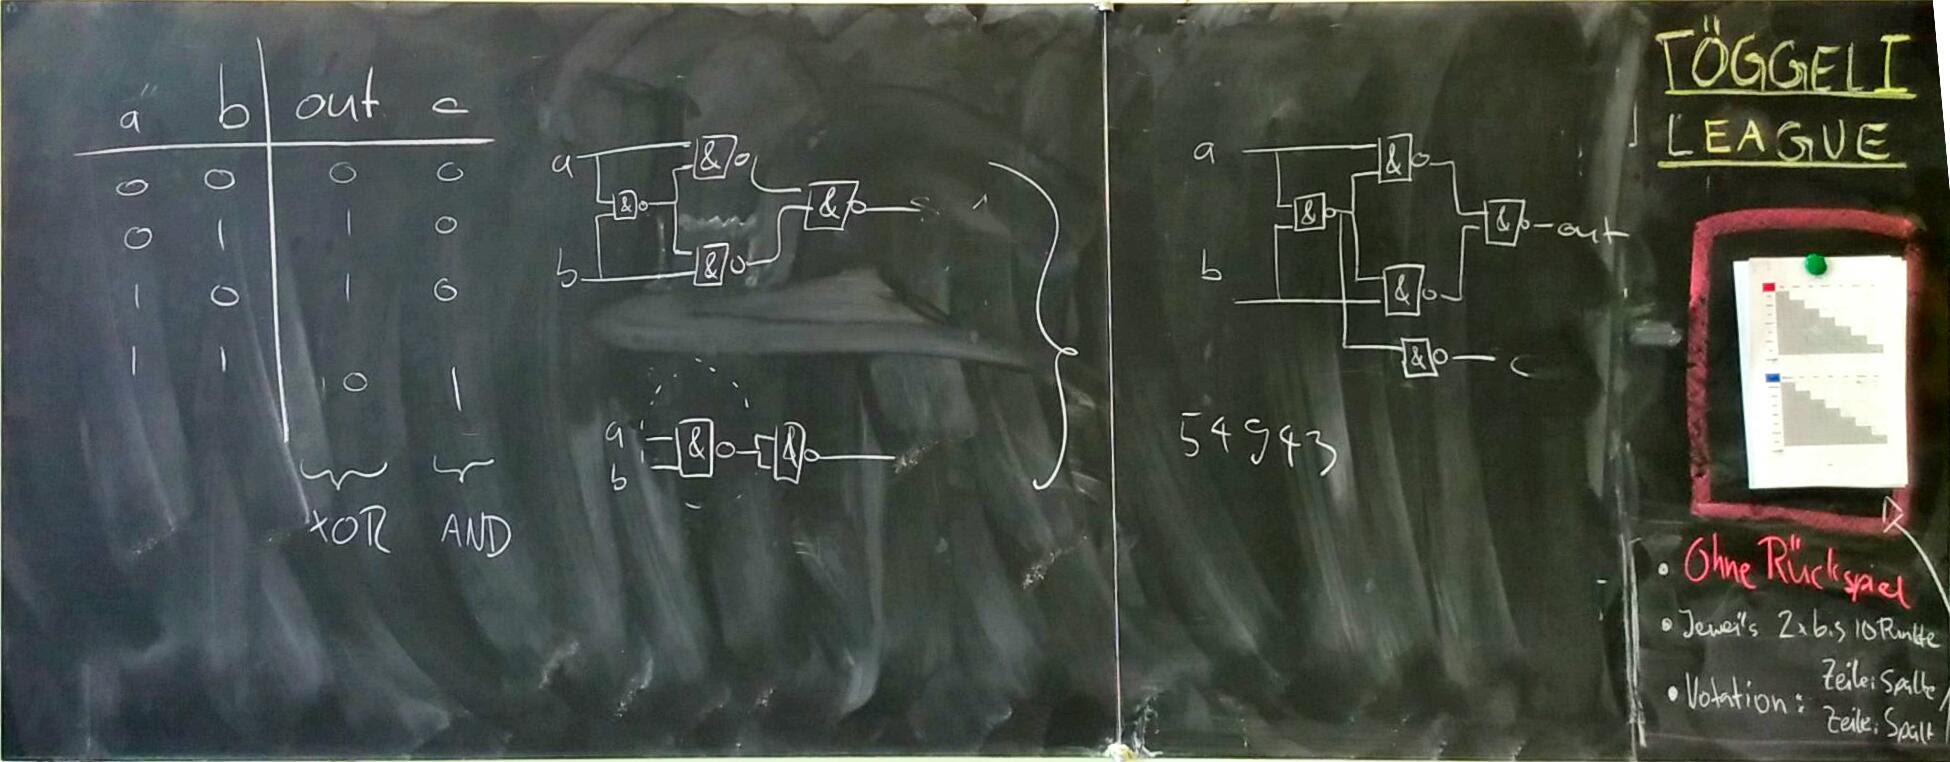 a b out c
0 0 0 0
0 1 1 0
1 0 1 0
1 1 0 1
XOR AND
a & &
& &
b &
a & &
b
a &
& & out
b &
& c
54943
TÖGGELI
LEAGUE
• Ohne Rückspiel
• Jeweils 2x bis 10 Punkte
• Notation: Zeile:Spalte
Zeile:Spalt